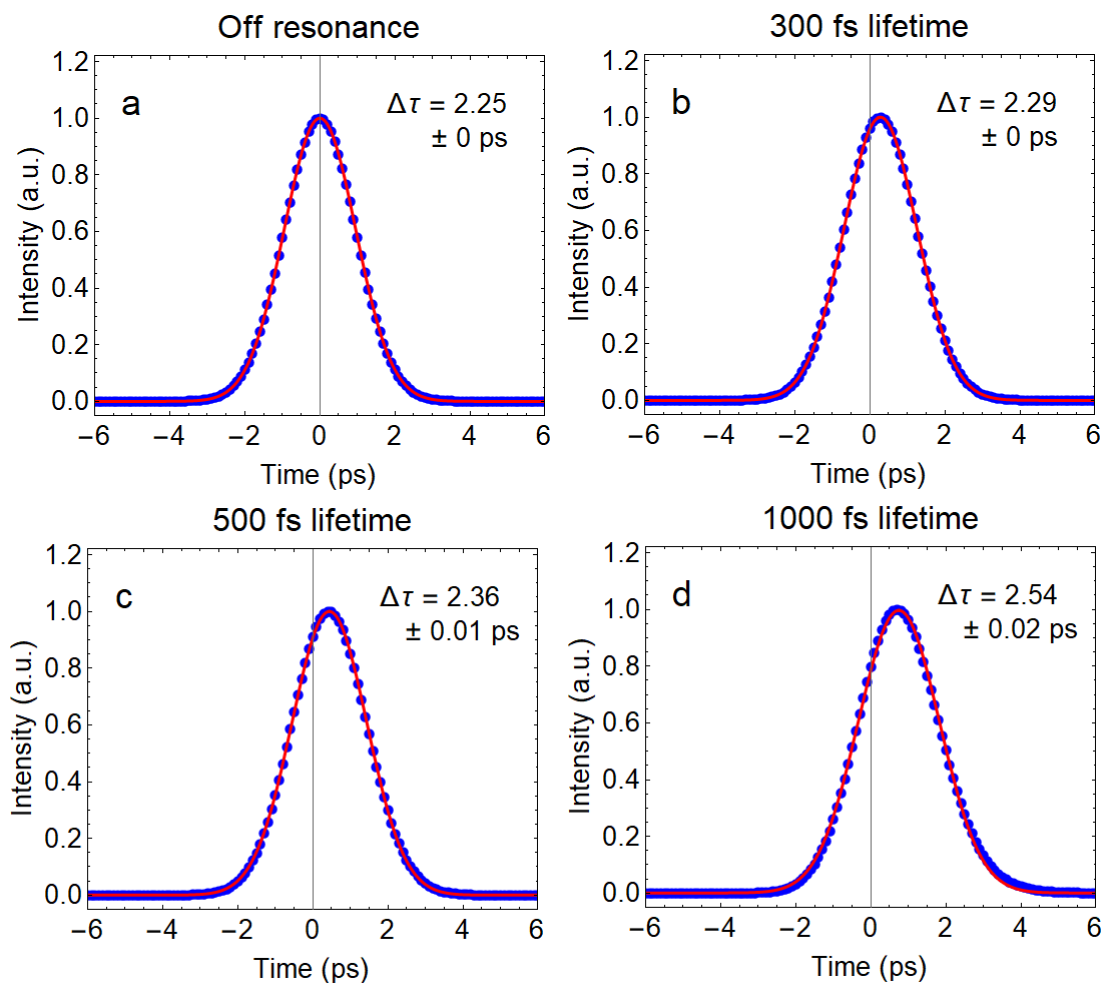 Off resonance
a
Δτ = 2.25
± 0 ps
Intensity (a.u.)
1.2
1.0
0.8
0.6
0.4
0.2
0.0
−6 −4 −2 0 2 4 6
Time (ps)
300 fs lifetime
b
Δτ = 2.29
± 0 ps
Intensity (a.u.)
1.2
1.0
0.8
0.6
0.4
0.2
0.0
−6 −4 −2 0 2 4 6
Time (ps)
500 fs lifetime
c
Δτ = 2.36
± 0.01 ps
Intensity (a.u.)
1.2
1.0
0.8
0.6
0.4
0.2
0.0
−6 −4 −2 0 2 4 6
Time (ps)
1000 fs lifetime
d
Δτ = 2.54
± 0.02 ps
Intensity (a.u.)
1.2
1.0
0.8
0.6
0.4
0.2
0.0
−6 −4 −2 0 2 4 6
Time (ps)